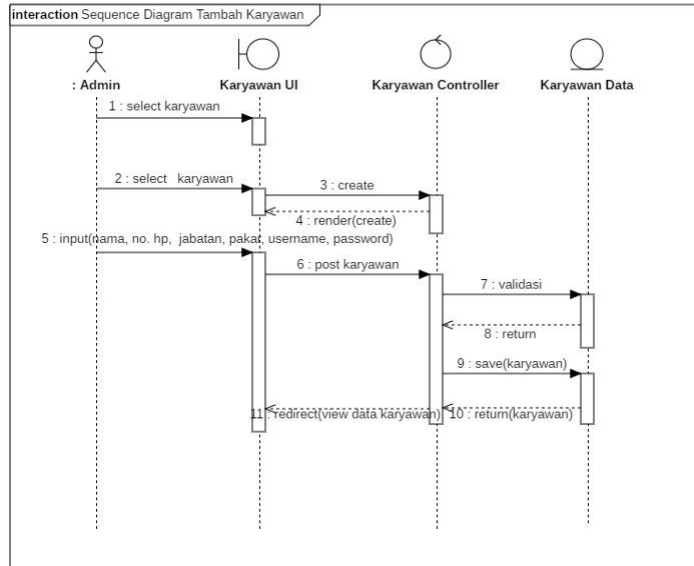 interaction Sequence Diagram Tambah Karyawan
: Admin
Karyawan UI
Karyawan Controller
Karyawan Data
1 : select karyawan
2 : select karyawan
3 : create
4 : render(create)
5 : input(nama, no. hp, jabatan, pakar, username, password)
6 : post karyawan
7 : validasi
8 : return
9 : save(karyawan)
11 : redirect(view data karyawan)
10 : return(karyawan)